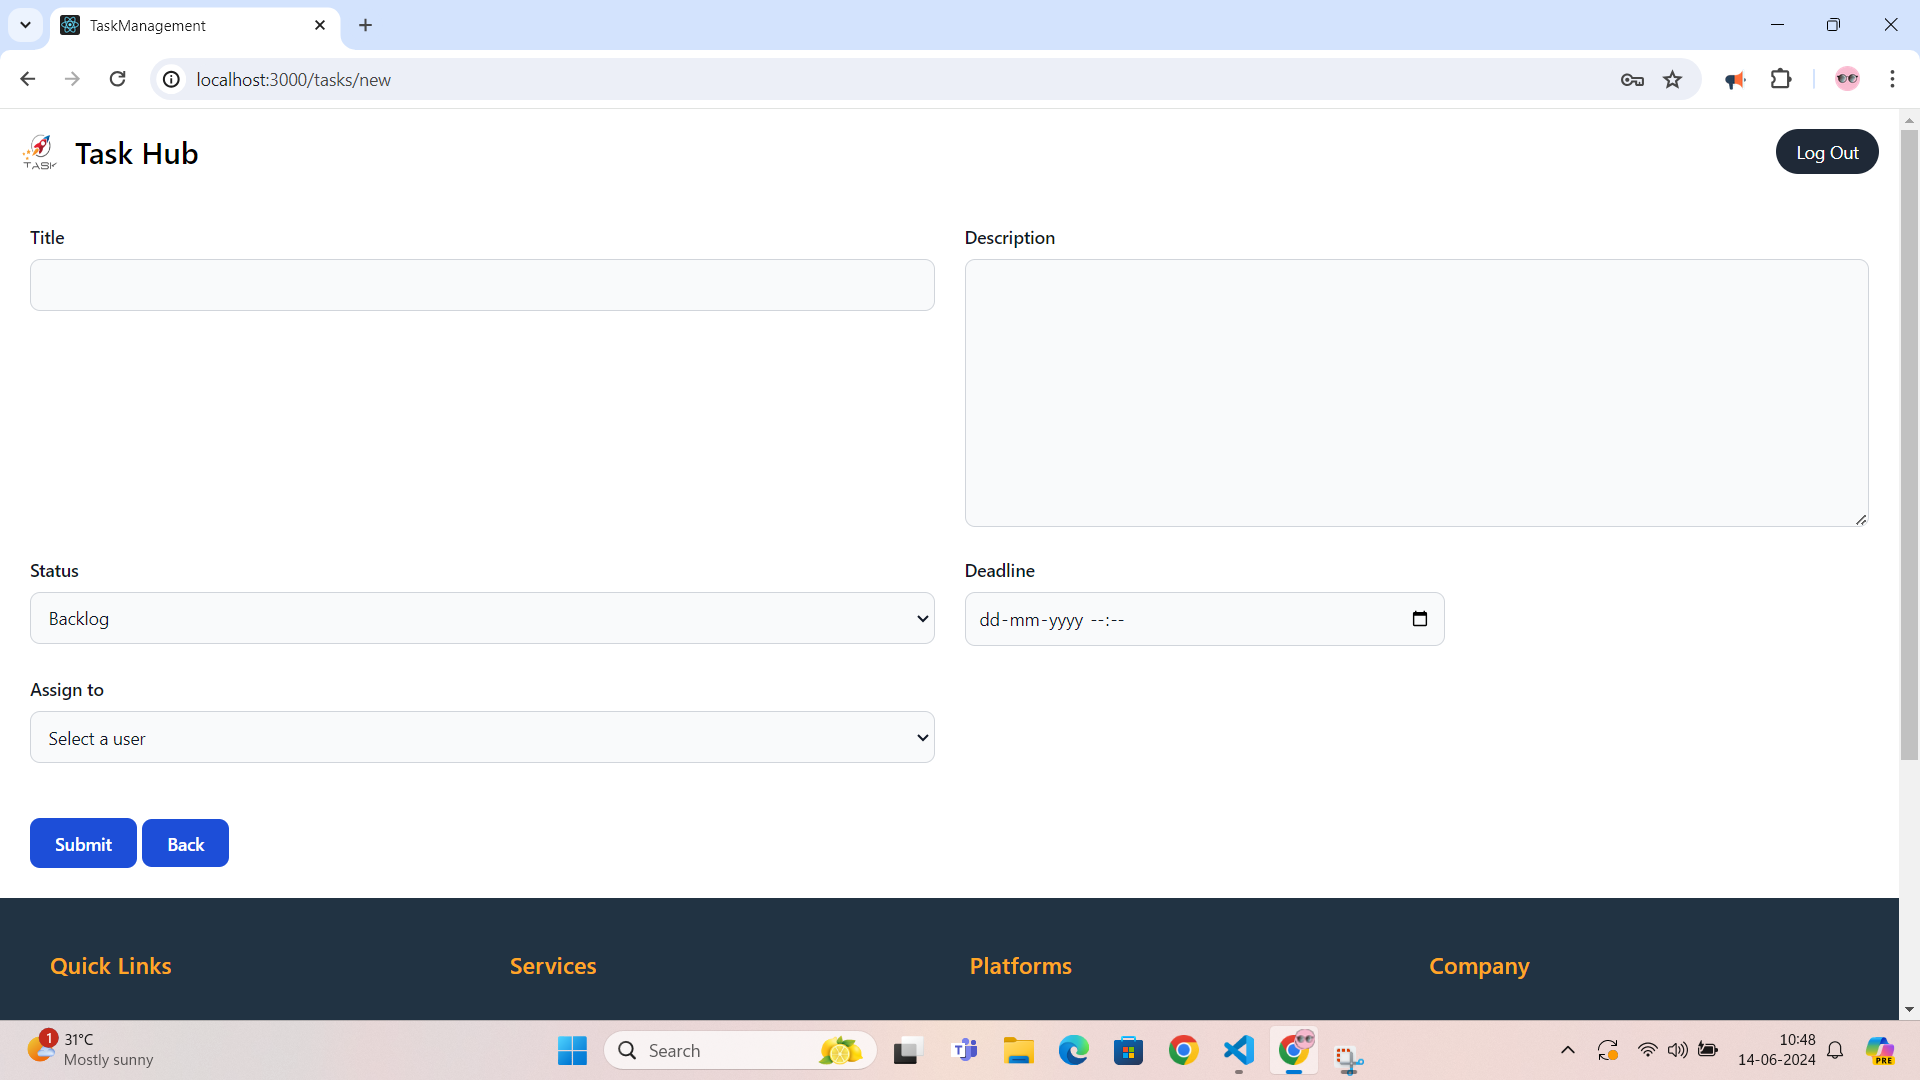 TaskManagement
localhost:3000/tasks/new
TASK
Task Hub
Log Out
Title
Description
Status
Backlog
Deadline
dd-mm-yyyy --:--
Assign to
Select a user
Submit
Back
Quick Links
Services
Platforms
Company
1
31°C
Mostly sunny
Search
T
PRE
10:48
14-06-2024